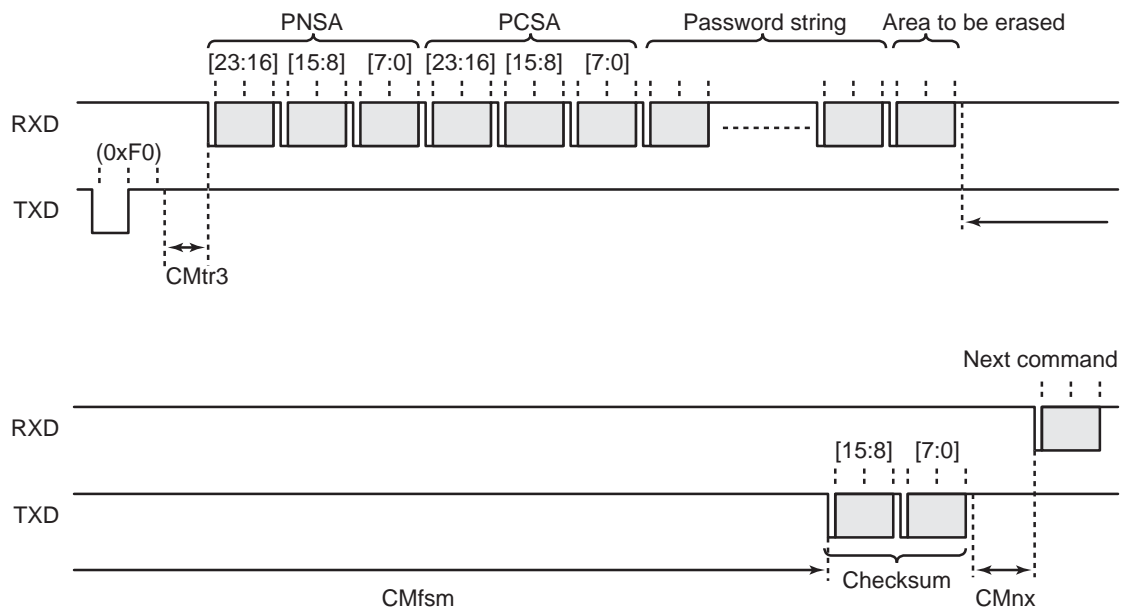 PNSA PCSA Password string Area to be erased
[23:16] [15:8] [7:0] [23:16] [15:8] [7:0]
RXD
(0xF0)
TXD
CMtr3
Next command
RXD
[15:8] [7:0]
TXD
Checksum
CMfsm CMnx